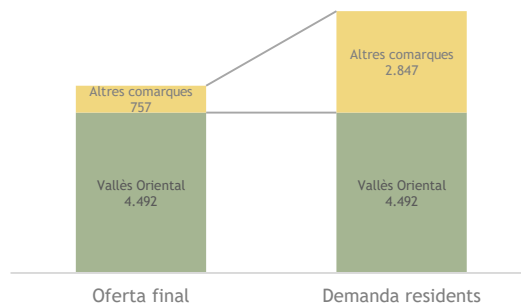 Altres comarques
2.847
Altres comarques
757
Vallès Oriental
4.492
Vallès Oriental
4.492
Oferta final
Demanda residents